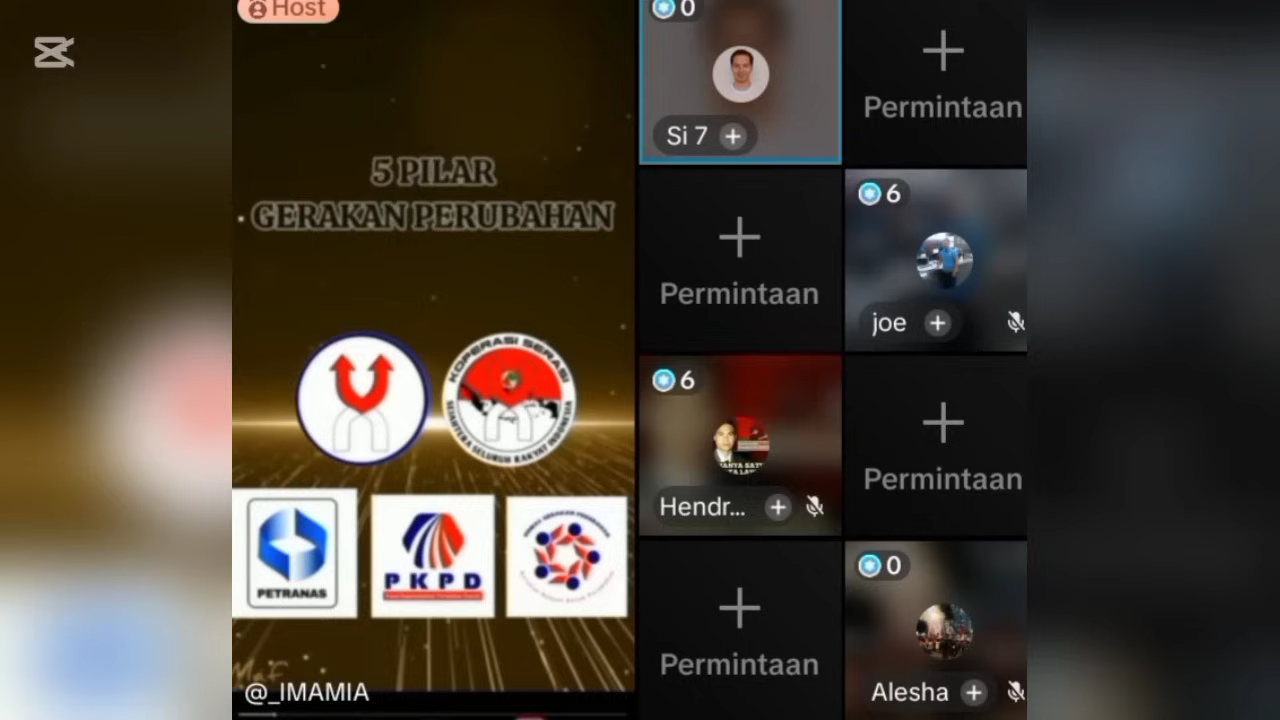 Host
5 PILAR
GERAKAN PERUBAHAN
KOPERASI SERASI
SEJAHTERA SELURUH RAKYAT INDONESIA
PETRANAS
PKPD
@_IMAMIA
0
Si 7
Permintaan
Permintaan
6
joe
6
Hendr...
Permintaan
Permintaan
0
Alesha